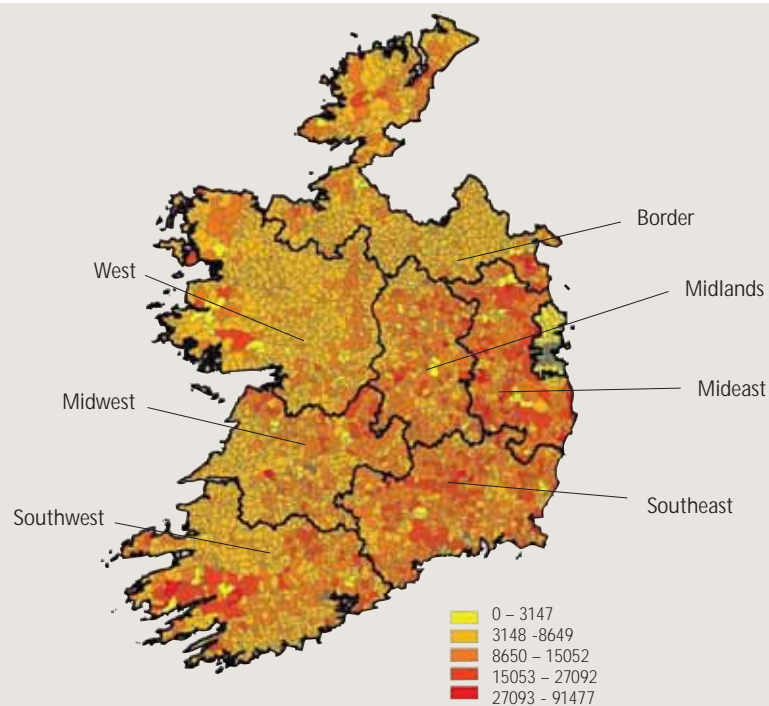 Border
West
Midlands
Midwest
Mideast
Southeast
Southwest
0 – 3147
3148 -8649
8650 – 15052
15053 – 27092
27093 - 91477